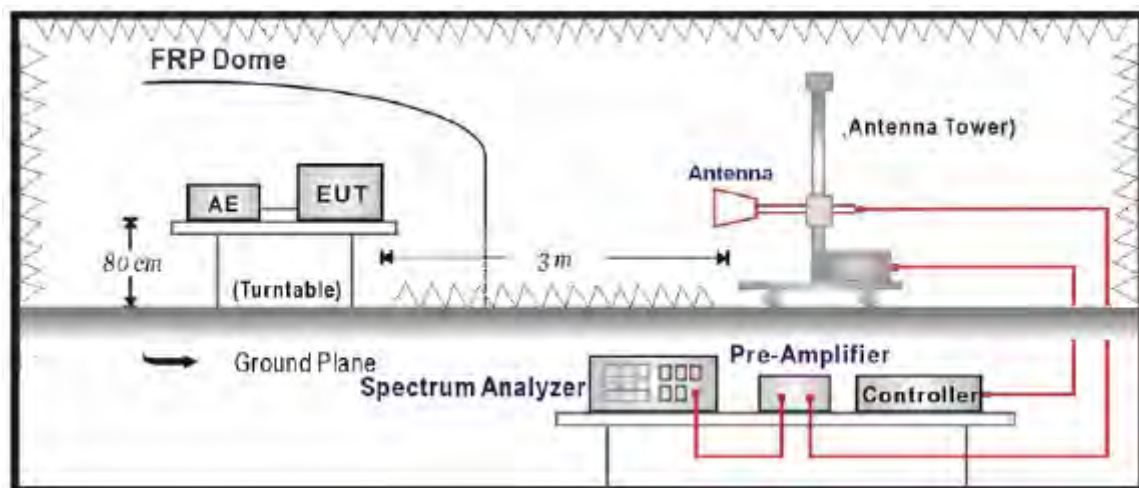 FRP Dome
,Antenna Tower)
Antenna
AE
EUT
80 cm
3 m
(Turntable)
Ground Plane
Pre-Amplifier
Spectrum Analyzer
Controller